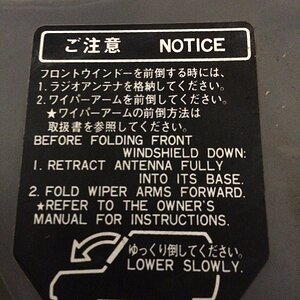 ご注意 NOTICE
フロントウインドーを前倒する時には、
1. ラジオアンテナを格納してください。
2. ワイパーアームを前倒してください。
★ワイパーアームの前倒方法は
取扱書を参照してください。
BEFORE FOLDING FRONT
WINDSHIELD DOWN:
1. RETRACT ANTENNA FULLY
INTO ITS BASE.
2. FOLD WIPER ARMS FORWARD.
★REFER TO THE OWNER'S
MANUAL FOR INSTRUCTIONS.
ゆっくり倒してください。
LOWER SLOWLY.